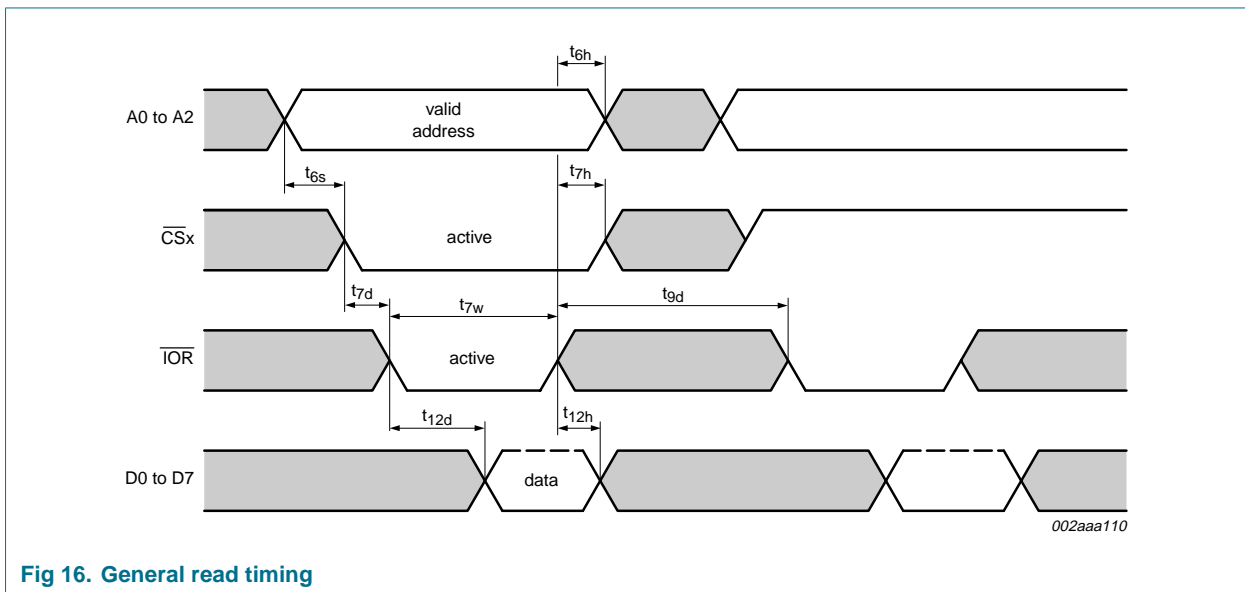 t6h
A0 to A2
valid
address
t6s
t7h
CSx
active
t7d
t7w
t9d
IOR
active
t12d
t12h
D0 to D7
data
002aaa110
Fig 16. General read timing